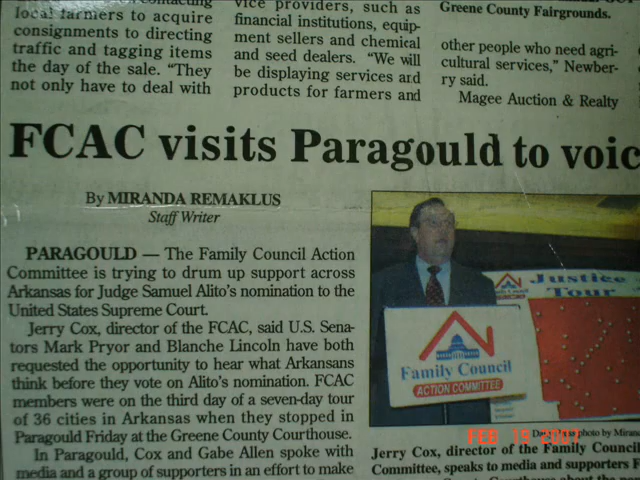 local farmers to acquire
consignments to directing
traffic and tagging items
the day of the sale. “They
not only have to deal with
vice providers, such as
financial institutions, equip-
ment sellers and chemical
and seed dealers. “We will
be displaying services and
products for farmers and
Greene County Fairgrounds.
other people who need agri-
cultural services,” Newber-
ry said.
Magee Auction & Realty
FCAC visits Paragould to voic
By MIRANDA REMAKLUS
Staff Writer
PARAGOULD — The Family Council Action
Committee is trying to drum up support across
Arkansas for Judge Samuel Alito’s nomination to the
United States Supreme Court.
Jerry Cox, director of the FCAC, said U.S. Sena-
tors Mark Pryor and Blanche Lincoln have both
requested the opportunity to hear what Arkansans
think before they vote on Alito’s nomination. FCAC
members were on the third day of a seven-day tour
of 36 cities in Arkansas when they stopped in
Paragould Friday at the Greene County Courthouse.
In Paragould, Cox and Gabe Allen spoke with
media and a group of supporters in an effort to make
Justice
Tour
Family Council
ACTION COMMITTEE
FEB 19 2007
photo by Miran
Jerry Cox, director of the Family Council
Committee, speaks to media and supporters F